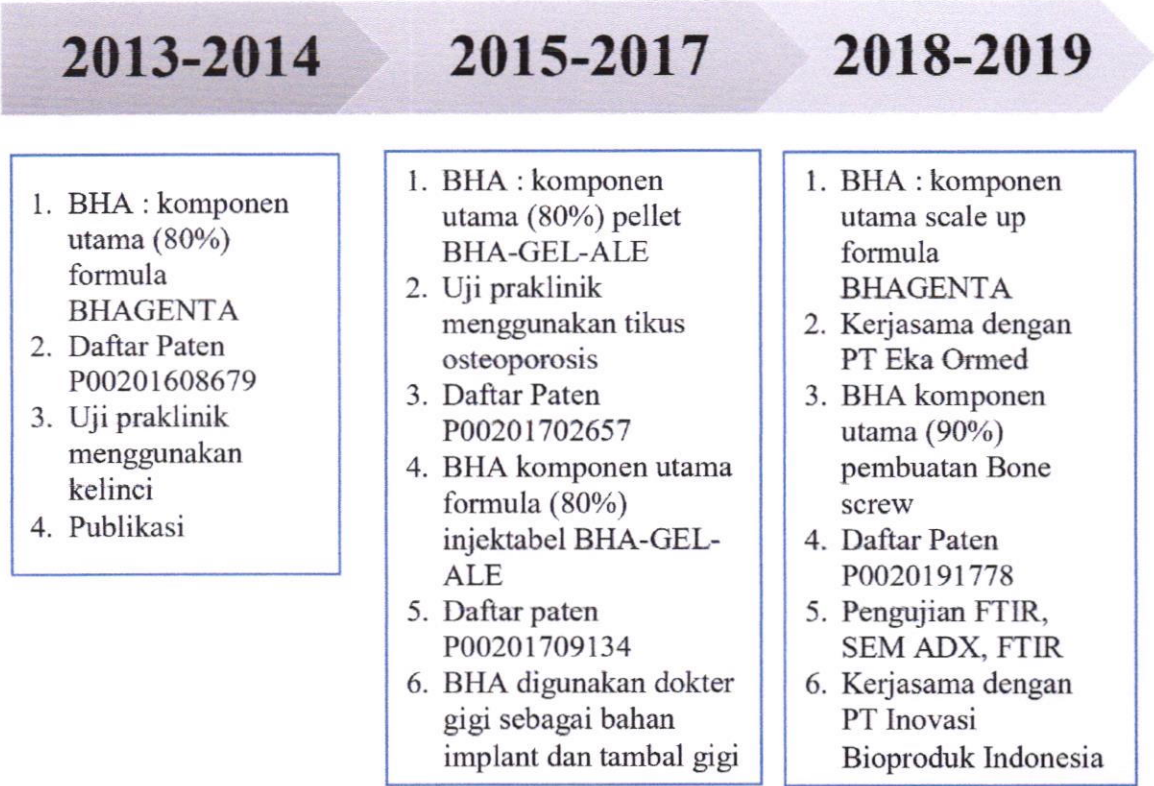 2013-2014
1. BHA : komponen
utama (80%)
formula
BHAGENTA
2. Daftar Paten
P00201608679
3. Uji praklinik
menggunakan
kelinci
4. Publikasi
2015-2017
1. BHA : komponen
utama (80%) pellet
BHA-GEL-ALE
2. Uji praklinik
menggunakan tikus
osteoporosis
3. Daftar Paten
P00201702657
4. BHA komponen utama
formula (80%)
injektabel BHA-GEL-
ALE
5. Daftar paten
P00201709134
6. BHA digunakan dokter
gigi sebagai bahan
implant dan tambal gigi
2018-2019
1. BHA : komponen
utama scale up
formula
BHAGENTA
2. Kerjasama dengan
PT Eka Ormed
3. BHA komponen
utama (90%)
pembuatan Bone
screw
4. Daftar Paten
P0020191778
5. Pengujian FTIR,
SEM ADX, FTIR
6. Kerjasama dengan
PT Inovasi
Bioproduk Indonesia